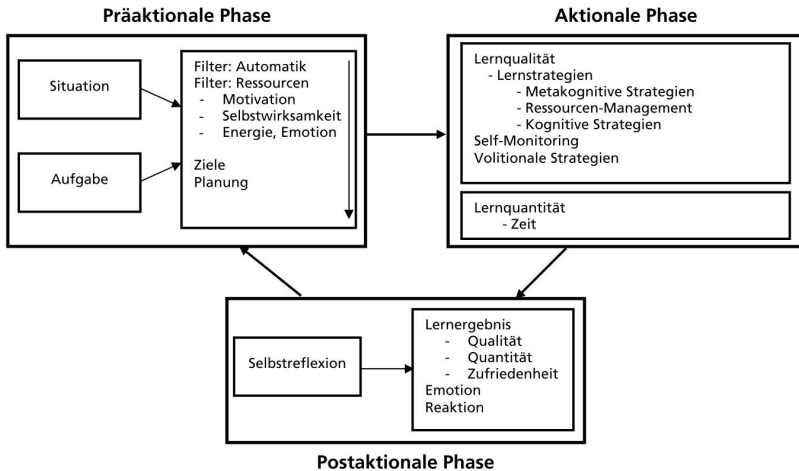 Präaktionale Phase
Situation
Aufgabe
Filter: Automatik
Filter: Ressourcen
- Motivation
- Selbstwirksamkeit
- Energie, Emotion
Ziele
Planung
Aktionale Phase
Lernqualität
- Lernstrategien
- Metakognitive Strategien
- Ressourcen-Management
- Kognitive Strategien
Self-Monitoring
Volitionale Strategien
Lernquantität
- Zeit
Selbstreflexion
Lernergebnis
- Qualität
- Quantität
- Zufriedenheit
Emotion
Reaktion
Postaktionale Phase